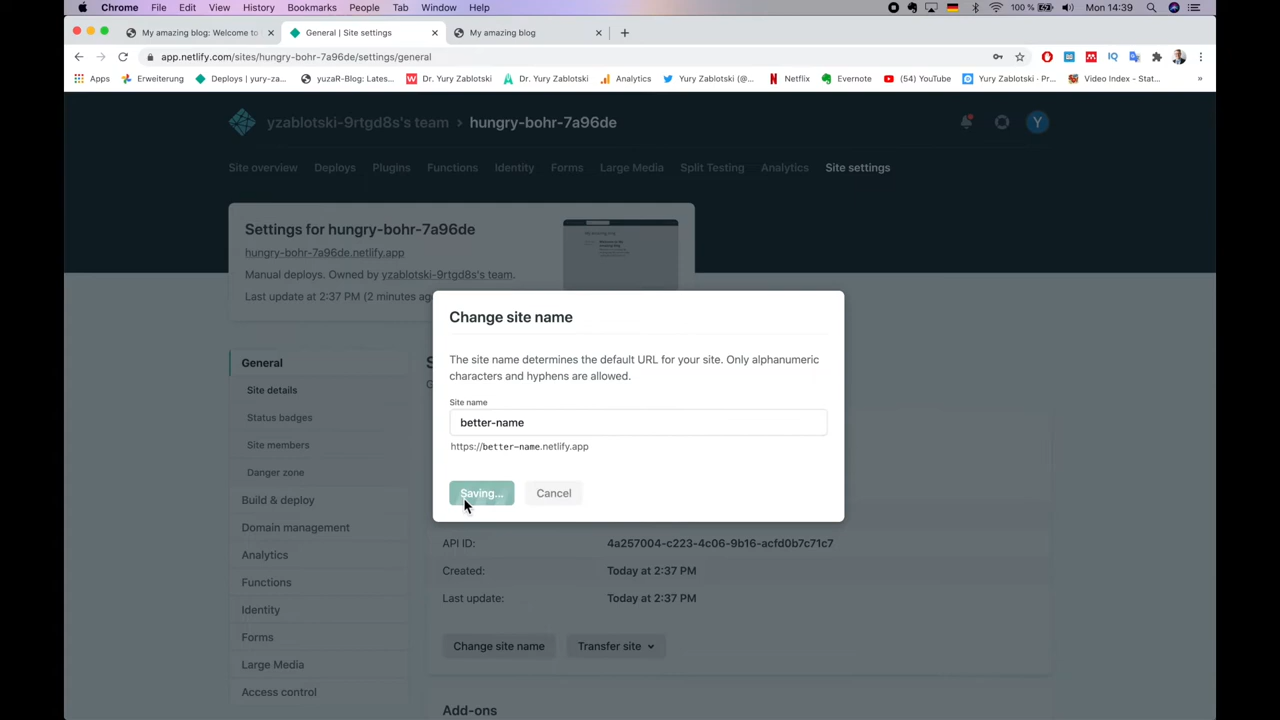 Chrome File Edit View History Bookmarks People Tab Window Help 100 % Mon 14:39
My amazing blog: Welcome to General | Site settings My amazing blog
app.netlify.com/sites/hungry-bohr-7a96de/settings/general
Apps Erweiterung Deploys | yury-za... yuzaR-Blog: Lates... Dr. Yury Zablotski Dr. Yury Zablotski Analytics Yury Zablotski (@... Netflix Evernote (54) YouTube Yury Zablotski · Pr... Video Index - Stat... »
yzablotski-9rtgd8s's team > hungry-bohr-7a96de Y
Site overview Deploys Plugins Functions Identity Forms Large Media Split Testing Analytics Site settings
Settings for hungry-bohr-7a96de
hungry-bohr-7a96de.netlify.app
Manual deploys. Owned by yzablotski-9rtgd8s's team.
Last update at 2:37 PM (2 minutes ag
Change site name
The site name determines the default URL for your site. Only alphanumeric
characters and hyphens are allowed.
Site name
better-name
https://better-name.netlify.app
Saving... Cancel
General
Site details
Status badges
Site members
Danger zone
Build & deploy
Domain management
Analytics
Functions
Identity
Forms
Large Media
Access control
API ID: 4a257004-c223-4c06-9b16-acfd0b7c71c7
Created: Today at 2:37 PM
Last update: Today at 2:37 PM
Change site name Transfer site
Add-ons